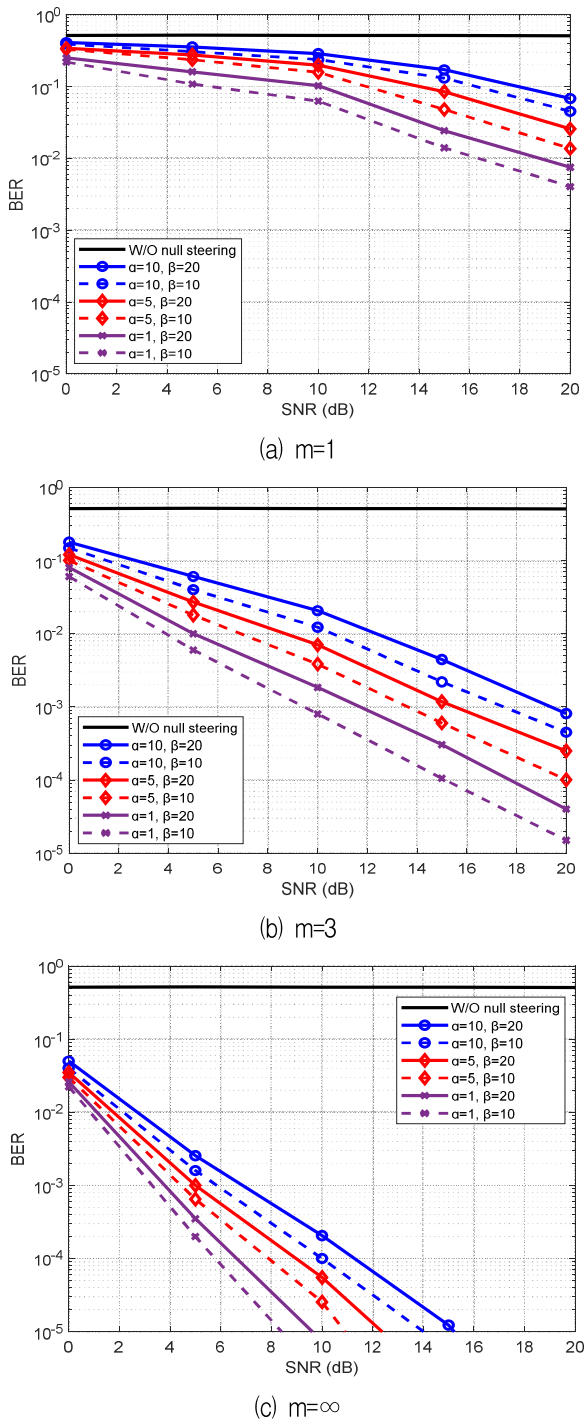 10^0
10^-1
10^-2
10^-3
10^-4
10^-5
BER
W/O null steering
α=10, β=20
α=10, β=10
α=5, β=20
α=5, β=10
α=1, β=20
α=1, β=10
0 2 4 6 8 10 12 14 16 18 20
SNR (dB)
(a) m=1
10^0
10^-1
10^-2
10^-3
10^-4
10^-5
BER
W/O null steering
α=10, β=20
α=10, β=10
α=5, β=20
α=5, β=10
α=1, β=20
α=1, β=10
0 2 4 6 8 10 12 14 16 18 20
SNR (dB)
(b) m=3
10^0
10^-1
10^-2
10^-3
10^-4
10^-5
BER
W/O null steering
α=10, β=20
α=10, β=10
α=5, β=20
α=5, β=10
α=1, β=20
α=1, β=10
0 2 4 6 8 10 12 14 16 18 20
SNR (dB)
(c) m=∞